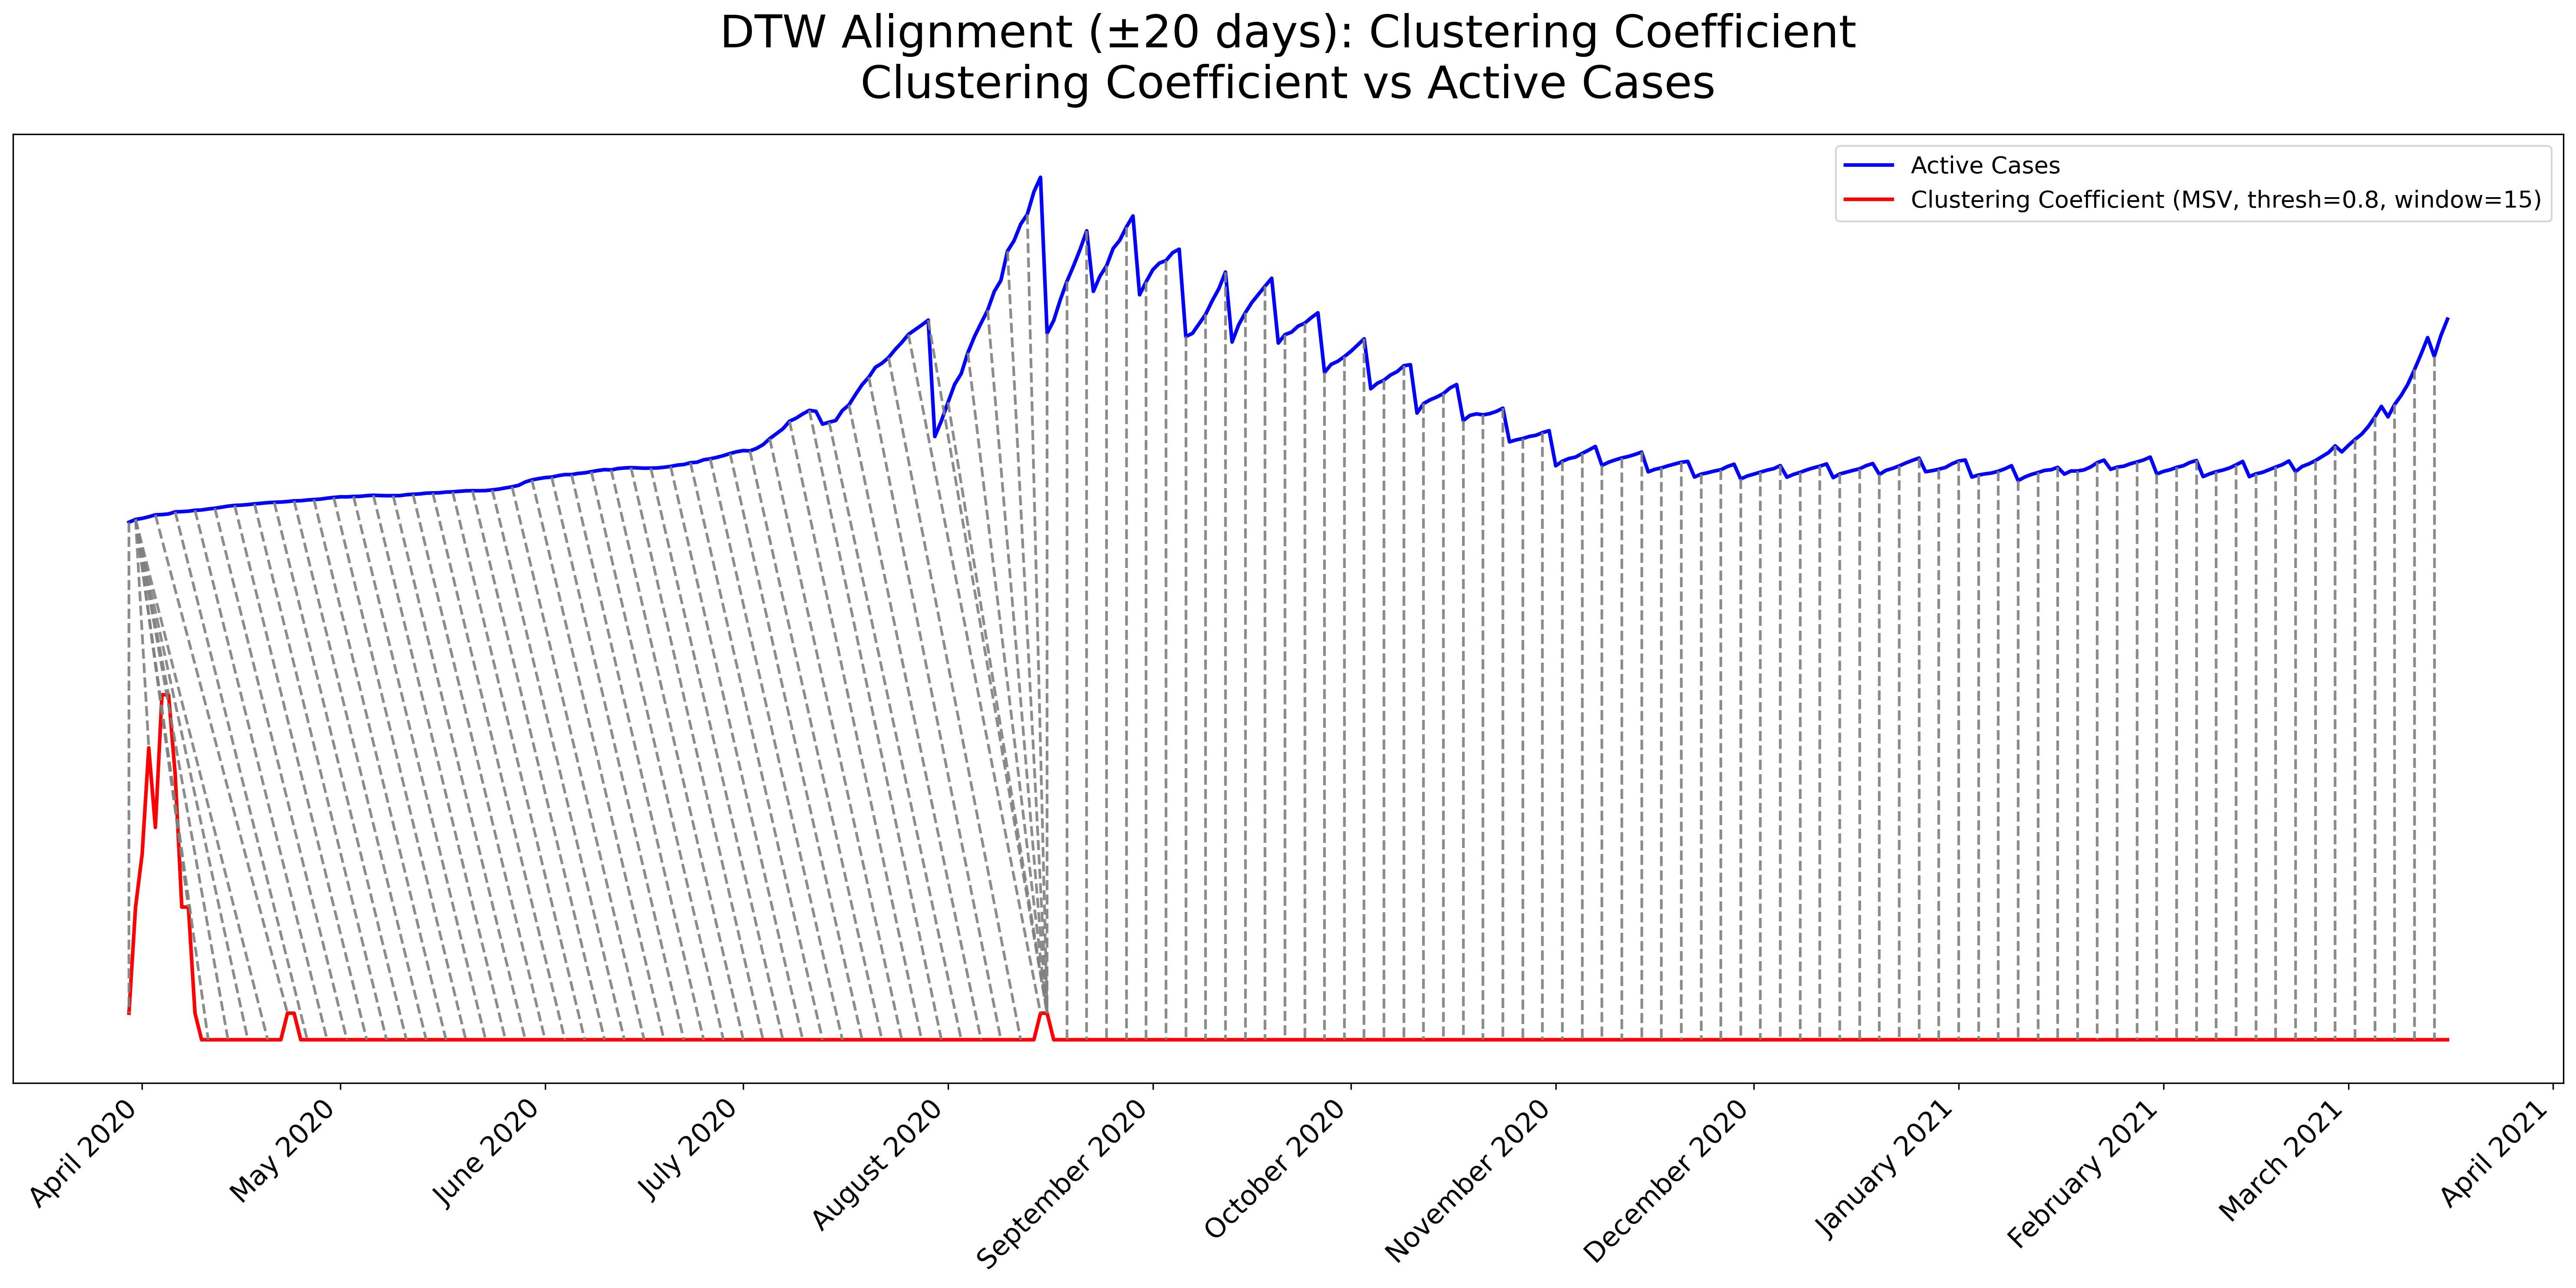 DTW Alignment (±20 days): Clustering Coefficient
Clustering Coefficient vs Active Cases
Active Cases
Clustering Coefficient (MSV, thresh=0.8, window=15)
April 2020
May 2020
June 2020
July 2020
August 2020
September 2020
October 2020
November 2020
December 2020
January 2021
February 2021
March 2021
April 2021